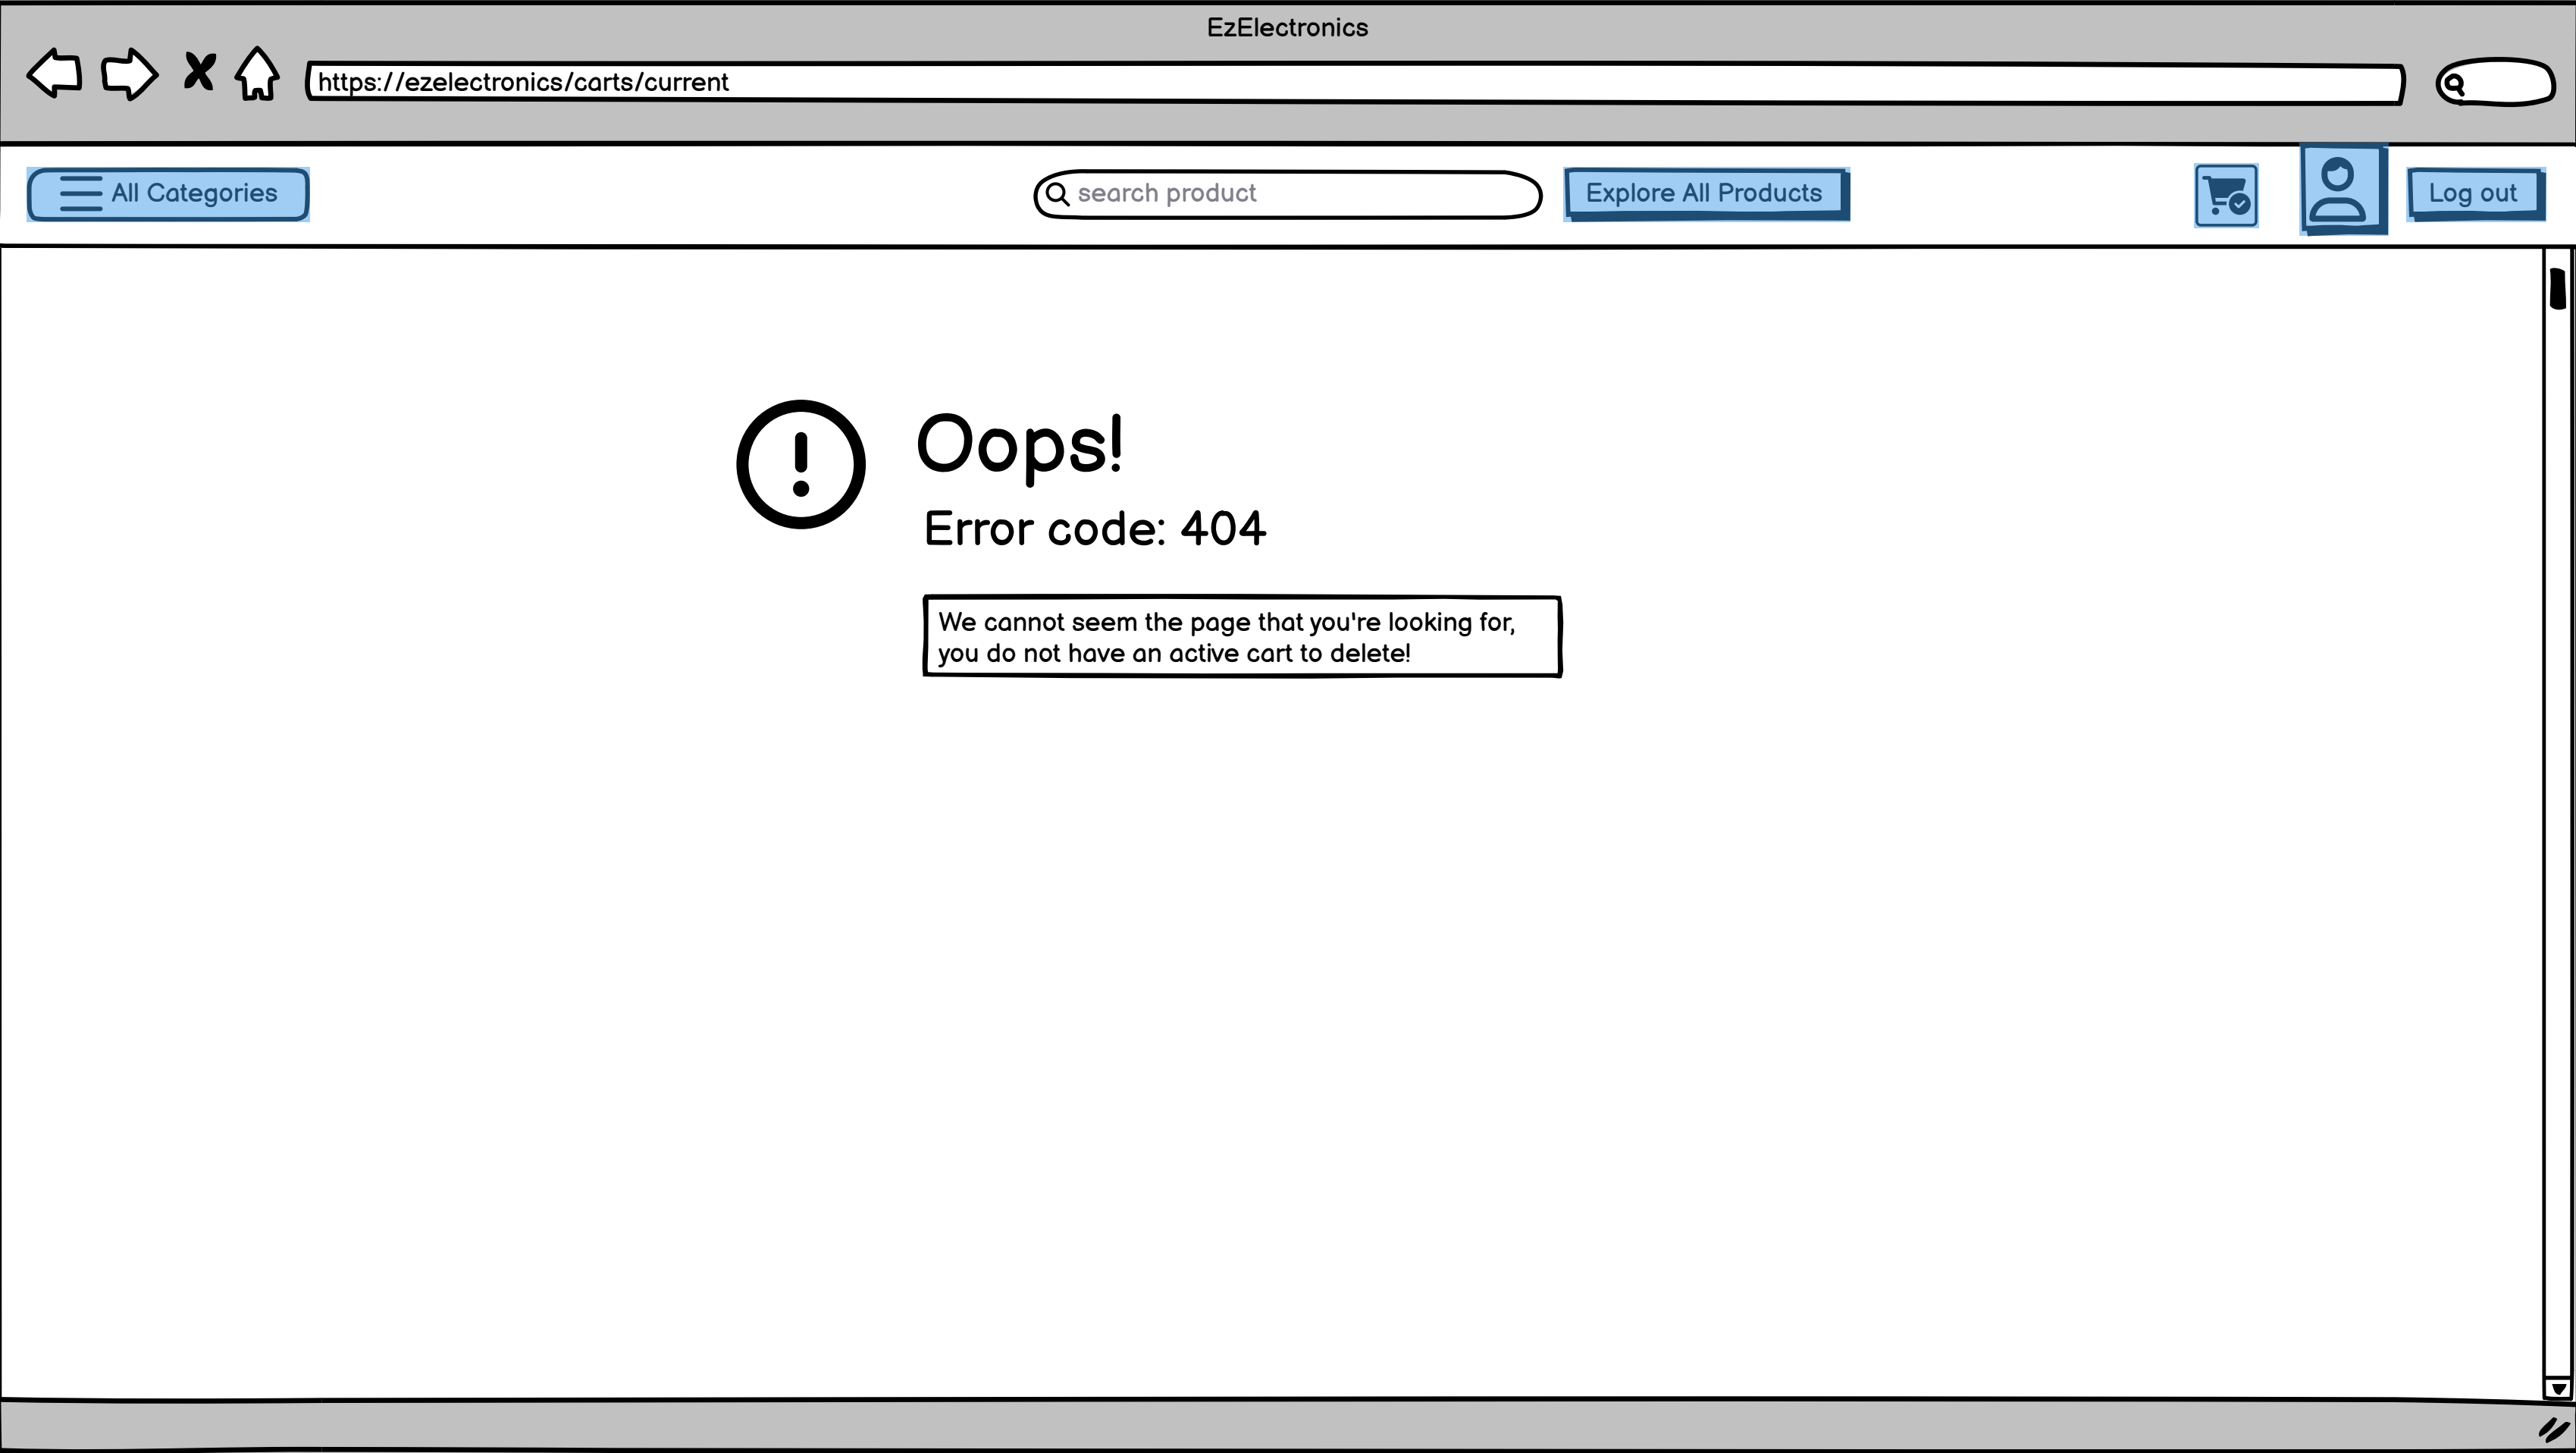 EzElectronics
https://ezelectronics/carts/current
All Categories
search product
Explore All Products
Log out
Oops!
Error code: 404
We cannot seem the page that you're looking for,
you do not have an active cart to delete!